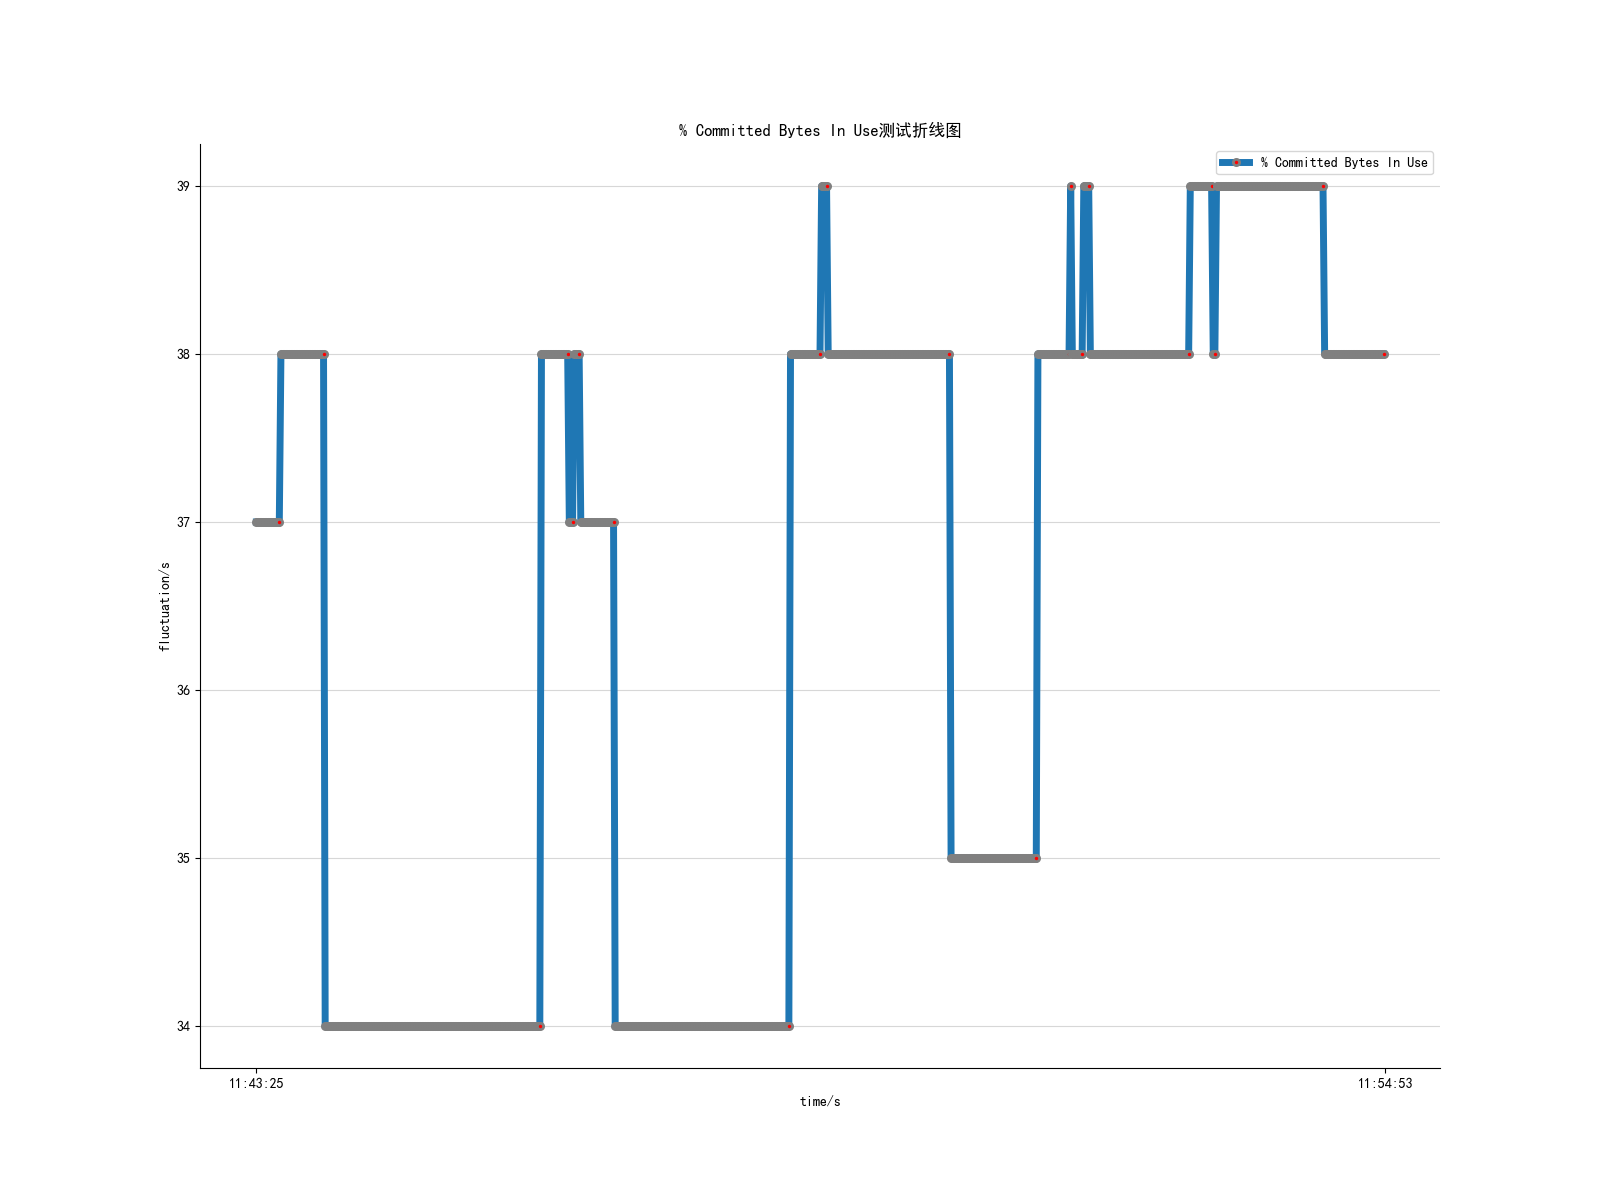 % Committed Bytes In Use测试折线图
% Committed Bytes In Use
39
38
37
36
35
34
fluctuation/s
11:43:25
11:54:53
time/s